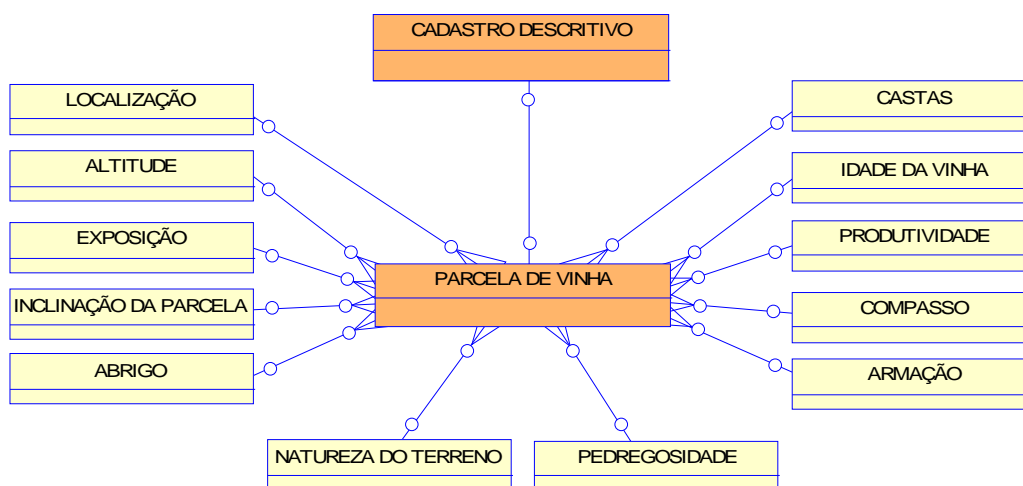 CADASTRO DESCRITIVO
LOCALIZAÇÃO
CASTAS
ALTITUDE
IDADE DA VINHA
EXPOSIÇÃO
PRODUTIVIDADE
PARCELA DE VINHA
INCLINAÇÃO DA PARCELA
COMPASSO
ABRIGO
ARMAÇÃO
NATUREZA DO TERRENO
PEDREGOSIDADE